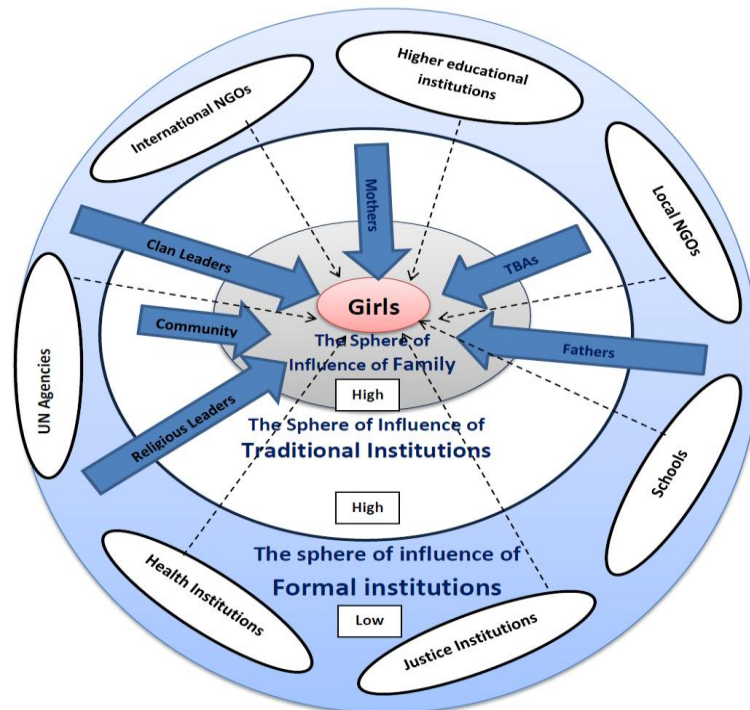 Higher educational
institutions
International NGOs
Local NGOs
Mothers
Clan Leaders
TBAs
Girls
Community
The Sphere of
Influence of Family
Fathers
High
UN Agencies
Religious Leaders
The Sphere of Influence of
Traditional Institutions
Schools
High
The sphere of influence of
Formal institutions
Health Institutions
Low
Justice Institutions